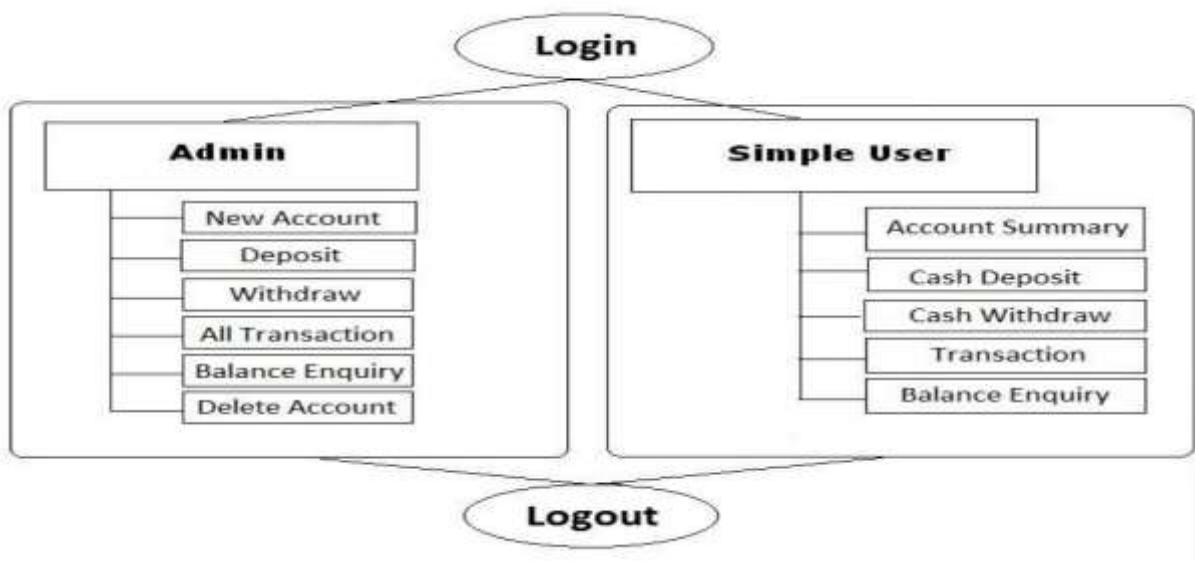 Login
Admin
New Account
Deposit
Withdraw
All Transaction
Balance Enquiry
Delete Account
Simple User
Account Summary
Cash Deposit
Cash Withdraw
Transaction
Balance Enquiry
Logout